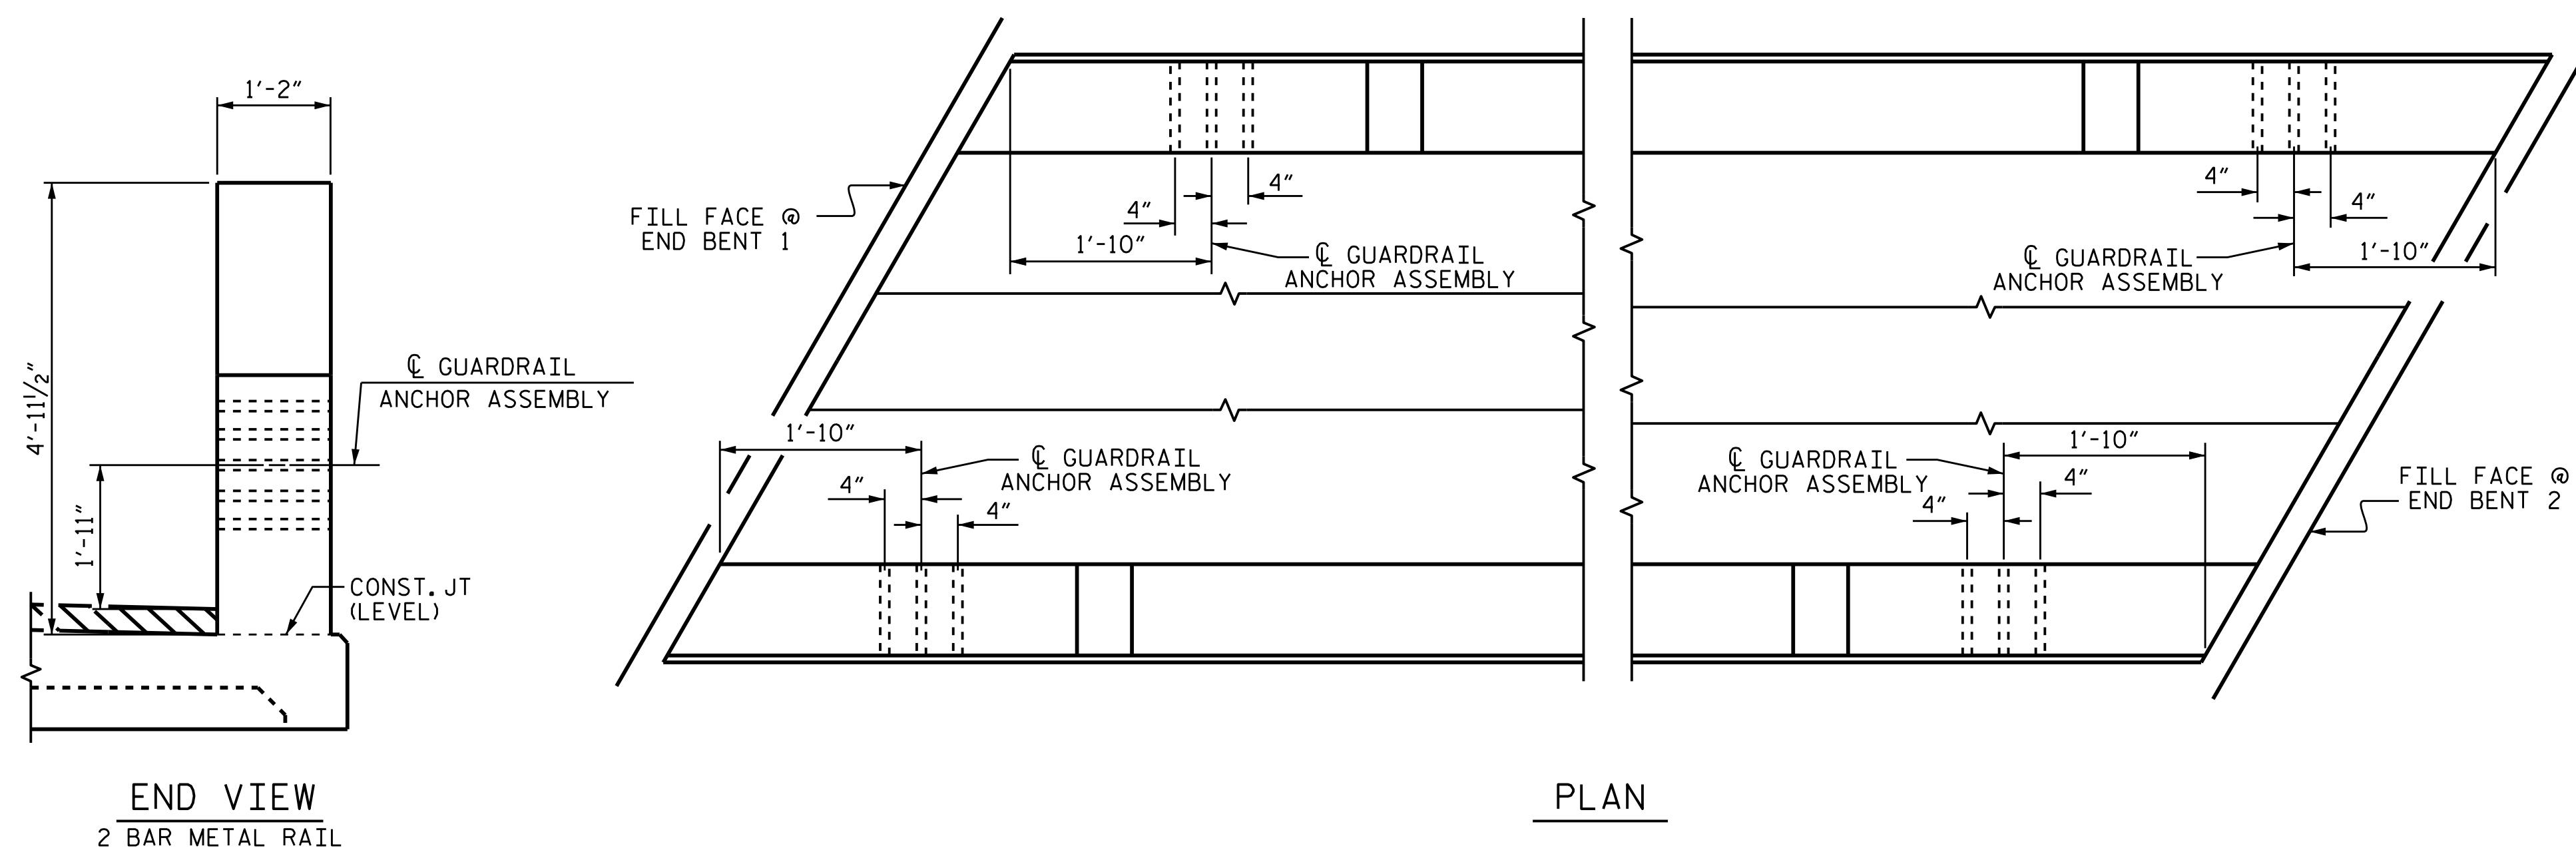 1'-2"
4'-11 1/2"
1'-11"
℄ GUARDRAIL
ANCHOR ASSEMBLY
CONST. JT
(LEVEL)
END VIEW
2 BAR METAL RAIL
FILL FACE @
END BENT 1
4"
4"
1'-10"
℄ GUARDRAIL
ANCHOR ASSEMBLY
4"
4"
1'-10"
℄ GUARDRAIL
ANCHOR ASSEMBLY
1'-10"
℄ GUARDRAIL
ANCHOR ASSEMBLY
4"
4"
1'-10"
℄ GUARDRAIL
ANCHOR ASSEMBLY
4"
4"
FILL FACE @
END BENT 2
PLAN